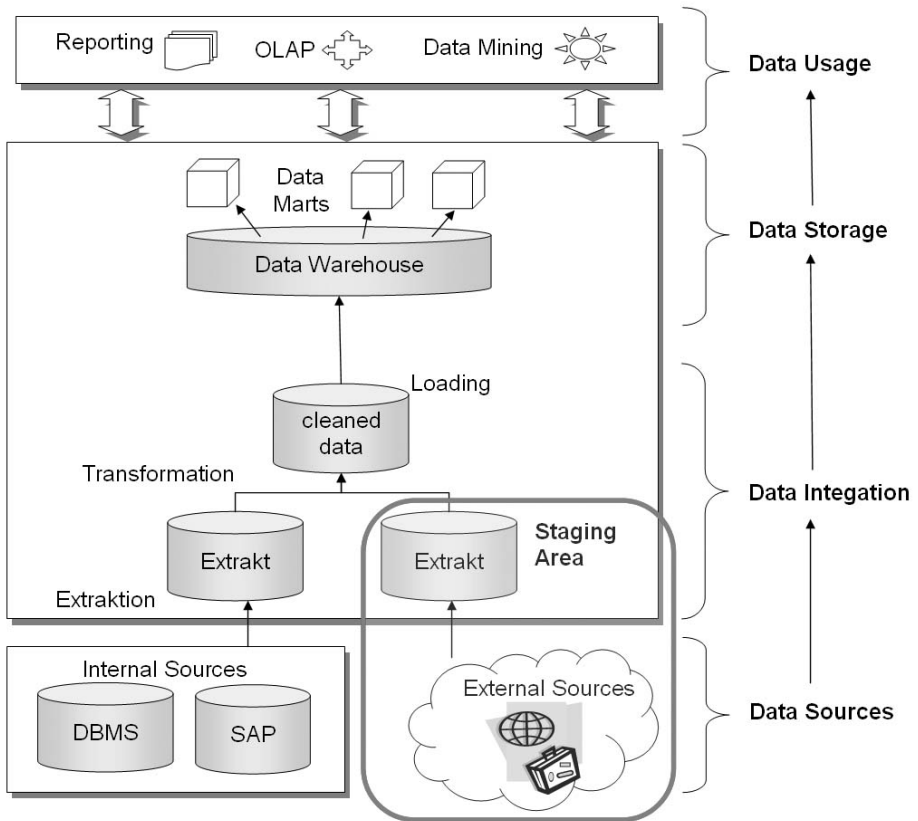 Reporting
OLAP
Data Mining
Data Usage
Data
Marts
Data Warehouse
Data Storage
Loading
cleaned
data
Transformation
Data Integation
Extrakt
Extrakt
Staging
Area
Extraktion
Internal Sources
DBMS
SAP
External Sources
Data Sources